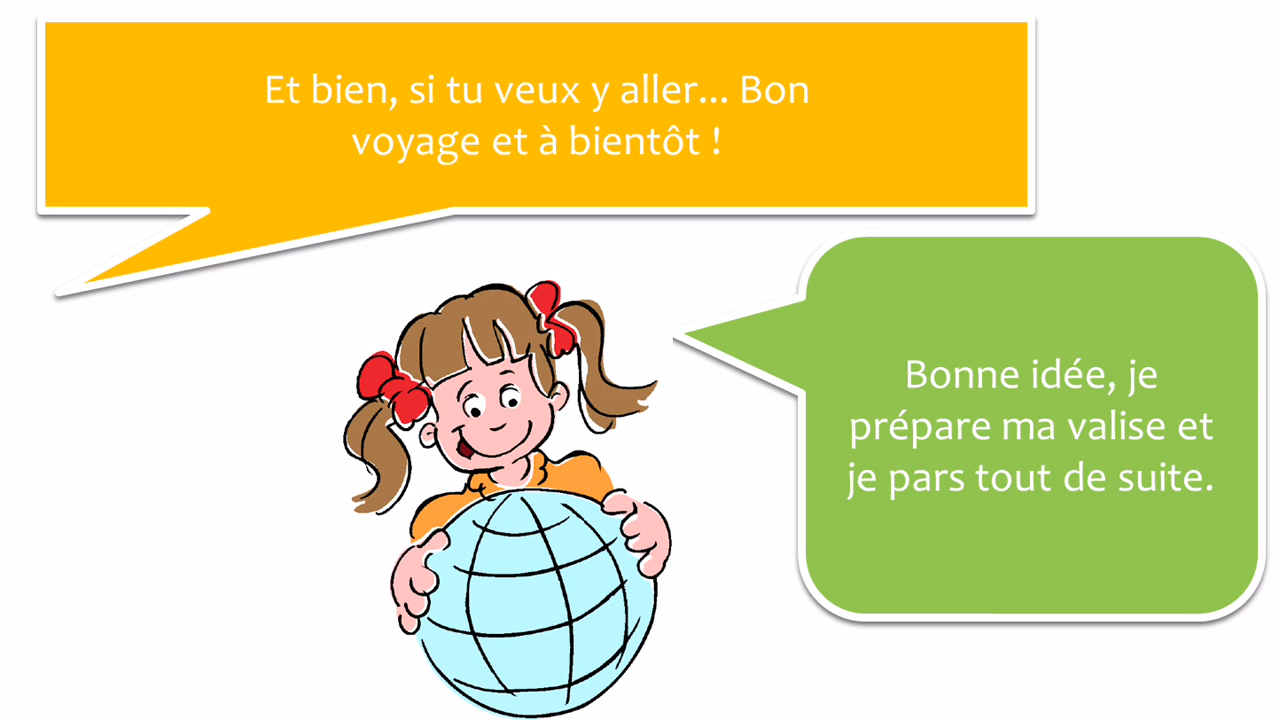 Et bien, si tu veux y aller... Bon
voyage et à bientôt !
Bonne idée, je
prépare ma valise et
je pars tout de suite.